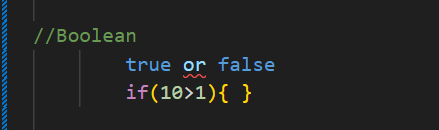 //Boolean
true or false
if(10>1){ }